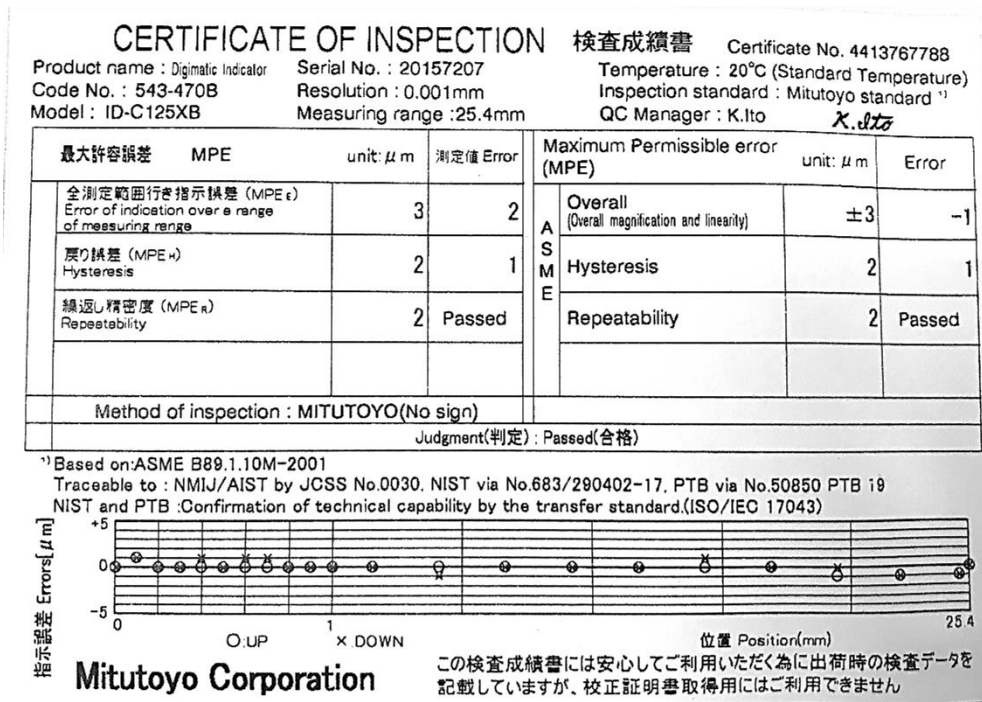 CERTIFICATE OF INSPECTION 検査成績書 Certificate No. 4413767788
Product name : Digimatic Indicator Serial No. : 20157207 Temperature : 20°C (Standard Temperature)
Code No. : 543-470B Resolution : 0.001mm Inspection standard : Mitutoyo standard *1)
Model : ID-C125XB Measuring range :25.4mm QC Manager : K.Ito K.Ito
最大許容誤差 MPE unit: μm 測定値 Error
全測定範囲行き指示誤差 (MPE E)
Error of indication over a range
of measuring range
3 2
戻り誤差 (MPE H)
Hysteresis
2 1
繰返し精密度 (MPE R)
Repeatability
2 Passed
Maximum Permissible error
(MPE)
unit: μm Error
ASME
Overall
(Overall magnification and linearity)
±3 -1
Hysteresis 2 1
Repeatability 2 Passed
Method of inspection : MITUTOYO(No sign)
Judgment(判定) : Passed(合格)
*1) Based on:ASME B89.1.10M-2001
Traceable to : NMIJ/AIST by JCSS No.0030, NIST via No.683/290402-17, PTB via No.50850 PTB 19
NIST and PTB :Confirmation of technical capability by the transfer standard.(ISO/IEC 17043)
指示誤差 Errors[μm]
+5
0
-5
0 1 25.4
O:UP ×.DOWN 位置 Position(mm)
Mitutoyo Corporation
この検査成績書には安心してご利用いただく為に出荷時の検査データを
記載していますが、校正証明書取得用にはご利用できません